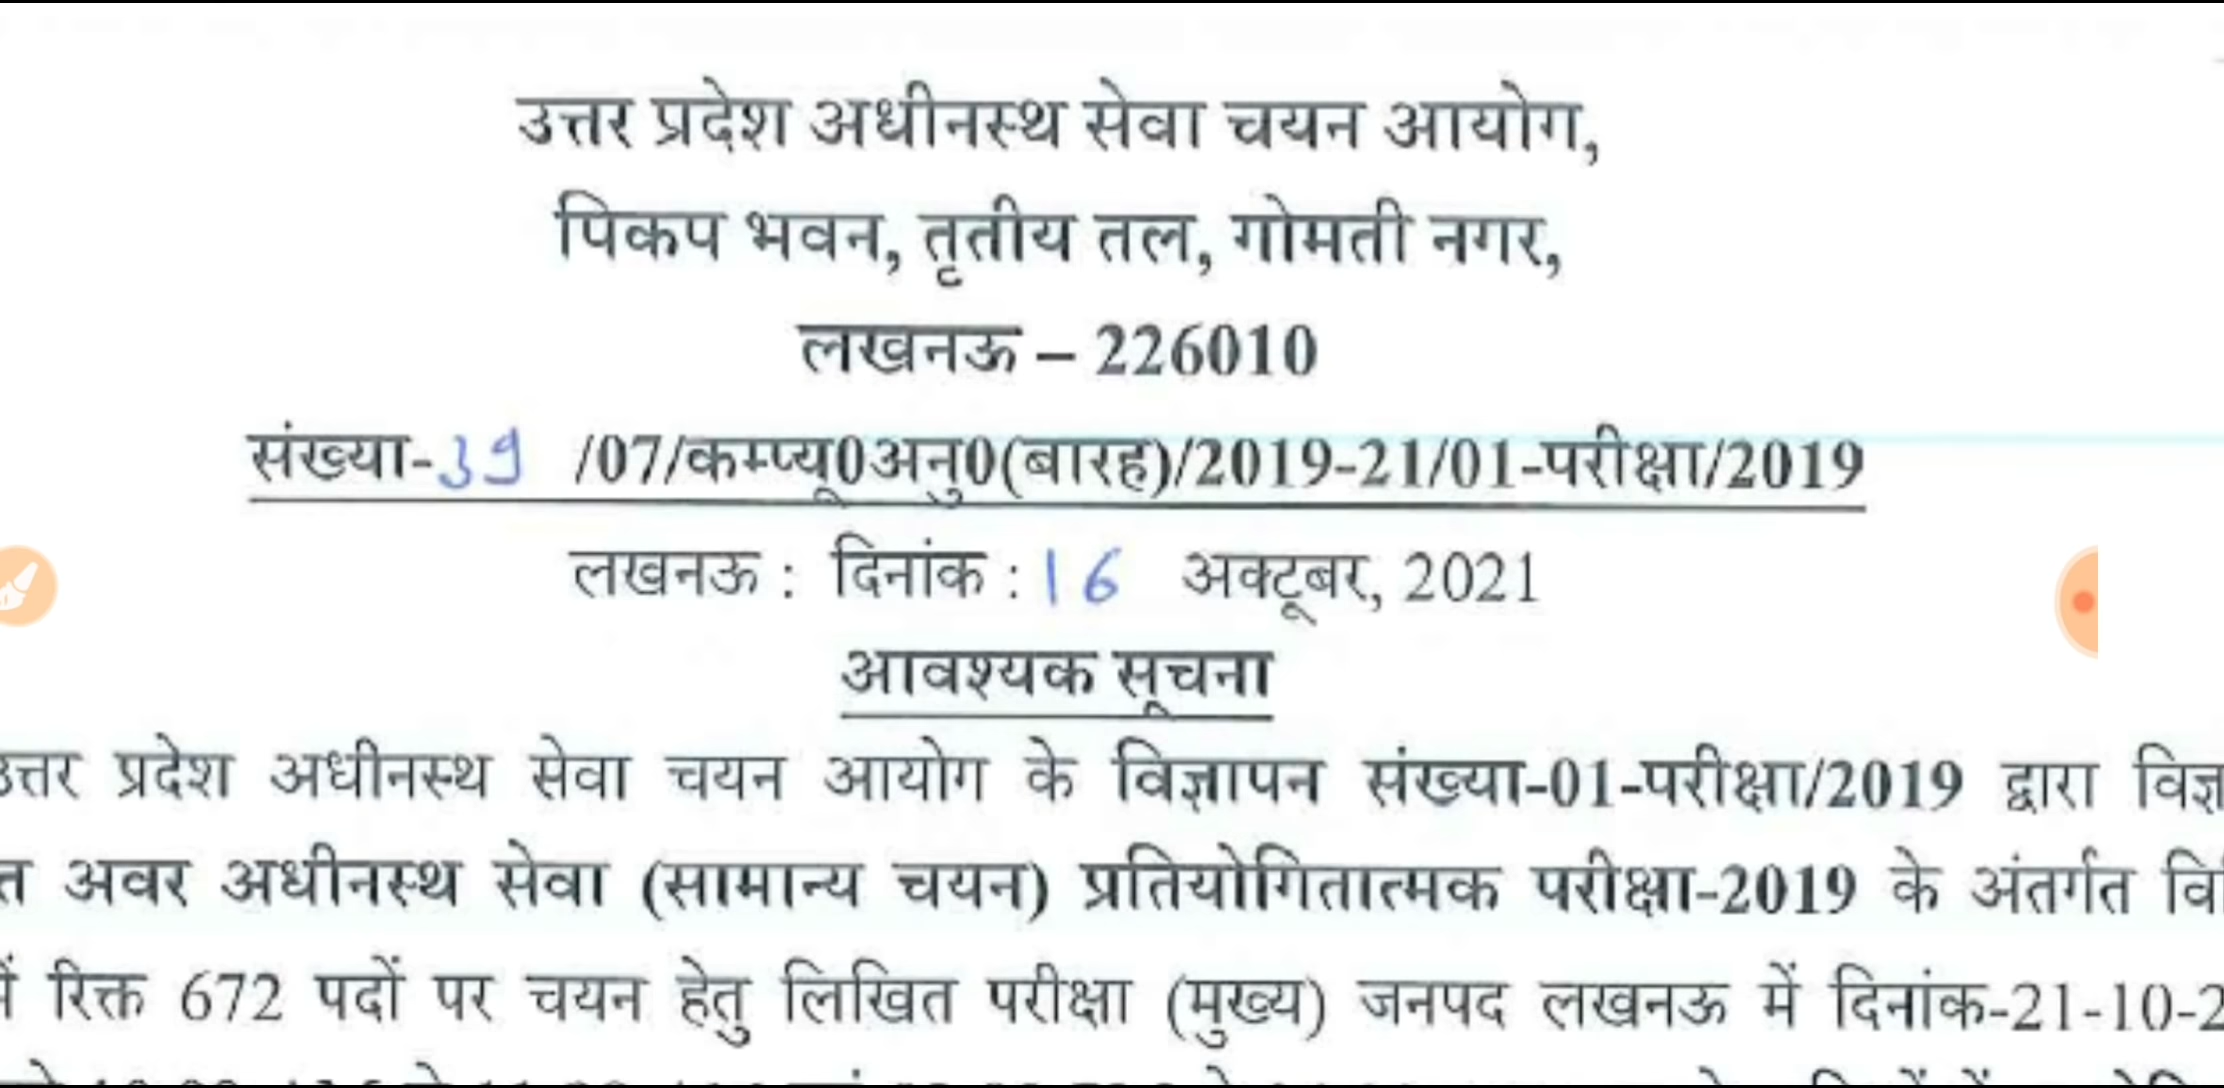 उत्तर प्रदेश अधीनस्थ सेवा चयन आयोग,
पिकप भवन, तृतीय तल, गोमती नगर,
लखनऊ – 226010
संख्या-39 /07/कम्प्यू0अनु0(बारह)/2019-21/01-परीक्षा/2019
लखनऊ : दिनांक : 16 अक्टूबर, 2021
आवश्यक सूचना
उत्तर प्रदेश अधीनस्थ सेवा चयन आयोग के विज्ञापन संख्या-01-परीक्षा/2019 द्वारा
अवर अधीनस्थ सेवा (सामान्य चयन) प्रतियोगितात्मक परीक्षा-2019 के अंतर्गत
में रिक्त 672 पदों पर चयन हेतु लिखित परीक्षा (मुख्य) जनपद लखनऊ में दिनांक-21-10-2